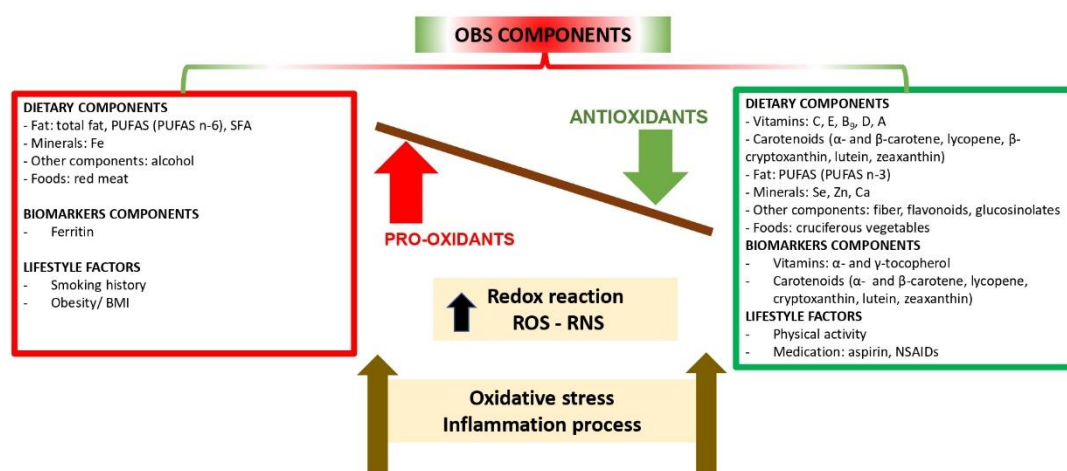 OBS COMPONENTS
DIETARY COMPONENTS
- Fat: total fat, PUFAS (PUFAS n-6), SFA
- Minerals: Fe
- Other components: alcohol
- Foods: red meat
BIOMARKERS COMPONENTS
- Ferritin
LIFESTYLE FACTORS
- Smoking history
- Obesity/ BMI
ANTIOXIDANTS
PRO-OXIDANTS
Redox reaction
ROS - RNS
Oxidative stress
Inflammation process
DIETARY COMPONENTS
- Vitamins: C, E, B₉, D, A
- Carotenoids (α- and β-carotene, lycopene, β-
cryptoxanthin, lutein, zeaxanthin)
- Fat: PUFAS (PUFAS n-3)
- Minerals: Se, Zn, Ca
- Other components: fiber, flavonoids, glucosinolates
- Foods: cruciferous vegetables
BIOMARKERS COMPONENTS
- Vitamins: α- and γ-tocopherol
- Carotenoids (α- and β-carotene, lycopene,
cryptoxanthin, lutein, zeaxanthin)
LIFESTYLE FACTORS
- Physical activity
- Medication: aspirin, NSAIDs